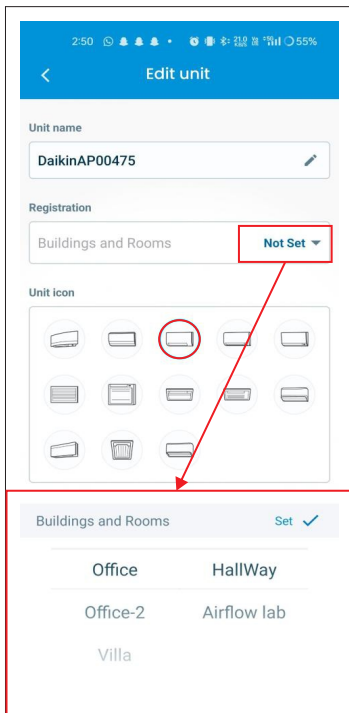 2:50 55%
Edit unit
Unit name
DaikinAP00475
Registration
Buildings and Rooms Not Set
Unit icon
Buildings and Rooms Set
Office HallWay
Office-2 Airflow lab
Villa